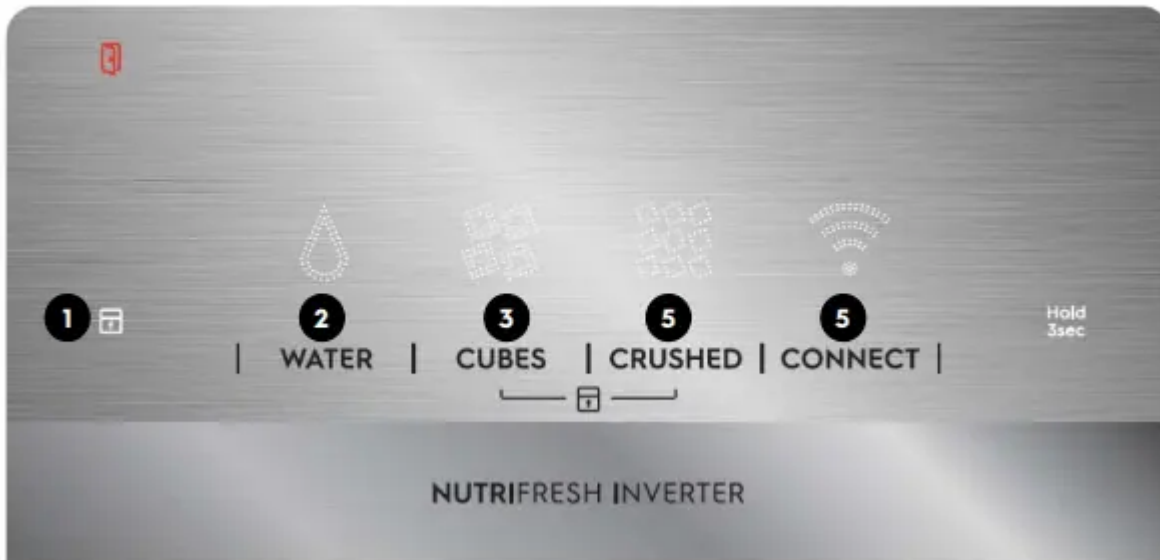 1
2
3
5
5
Hold
3sec
WATER
CUBES
CRUSHED
CONNECT
NUTRIFRESH INVERTER